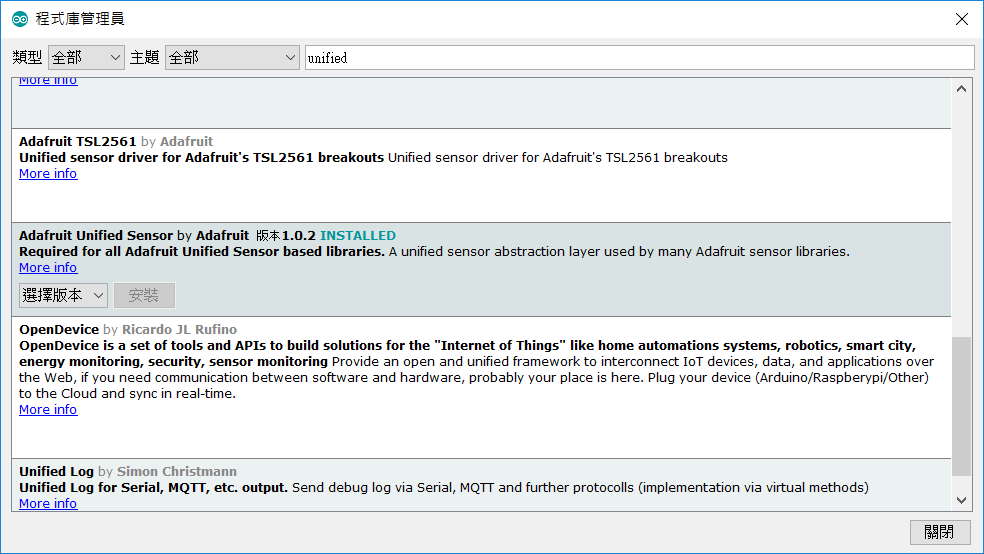 程式庫管理員
類型 全部 主題 全部 unified
More info
Adafruit TSL2561 by Adafruit
Unified sensor driver for Adafruit's TSL2561 breakouts Unified sensor driver for Adafruit's TSL2561 breakouts
More info
Adafruit Unified Sensor by Adafruit 版本1.0.2 INSTALLED
Required for all Adafruit Unified Sensor based libraries. A unified sensor abstraction layer used by many Adafruit sensor libraries.
More info
選擇版本 安裝
OpenDevice by Ricardo JL Rufino
OpenDevice is a set of tools and APIs to build solutions for the "Internet of Things" like home automations systems, robotics, smart city,
energy monitoring, security, sensor monitoring Provide an open and unified framework to interconnect IoT devices, data, and applications over
the Web, if you need communication between software and hardware, probably your place is here. Plug your device (Arduino/Raspberypi/Other)
to the Cloud and sync in real-time.
More info
Unified Log by Simon Christmann
Unified Log for Serial, MQTT, etc. output. Send debug log via Serial, MQTT and further protocolls (implementation via virtual methods)
More info
關閉